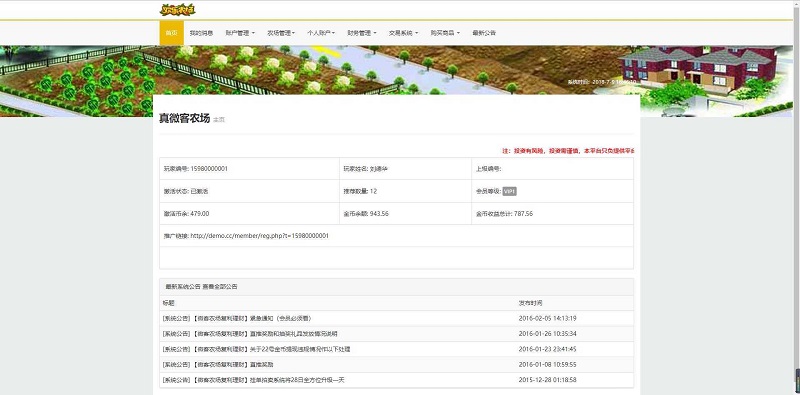 欢乐农场
首页 我的消息 账户管理 农场管理 个人账户 财务管理 交易系统 购买商品 最新公告
系统时间: 2019-7-
真微客农场 主页
注：投资有风险，投资需谨慎，本平台只负提供平台
玩家编号: 15980000001 玩家姓名: 刘德华 上级编号:
激活状态: 已激活 推荐数量: 12 会员等级: VIP1
激活币余: 479.00 金币余额: 943.56 金币收益总计: 787.56
推广链接: http://demo.cc/member/reg.php?t=15980000001
最新系统公告 查看全部公告
标题 发布时间
[系统公告] 【微客农场复利理财】紧急通知（会员必须看） 2016-02-05 14:13:19
[系统公告] 【微客农场复利理财】直推奖励和抽奖礼品发放情况说明 2016-01-26 10:35:34
[系统公告] 【微客农场复利理财】关于22号金币提现违规情况作以下处理 2016-01-23 23:41:45
[系统公告] 【微客农场复利理财】直推奖励 2016-01-08 10:59:55
[系统公告] 【微客农场复利理财】挂单拍卖系统将28日全方位升级一天 2015-12-28 01:18:58